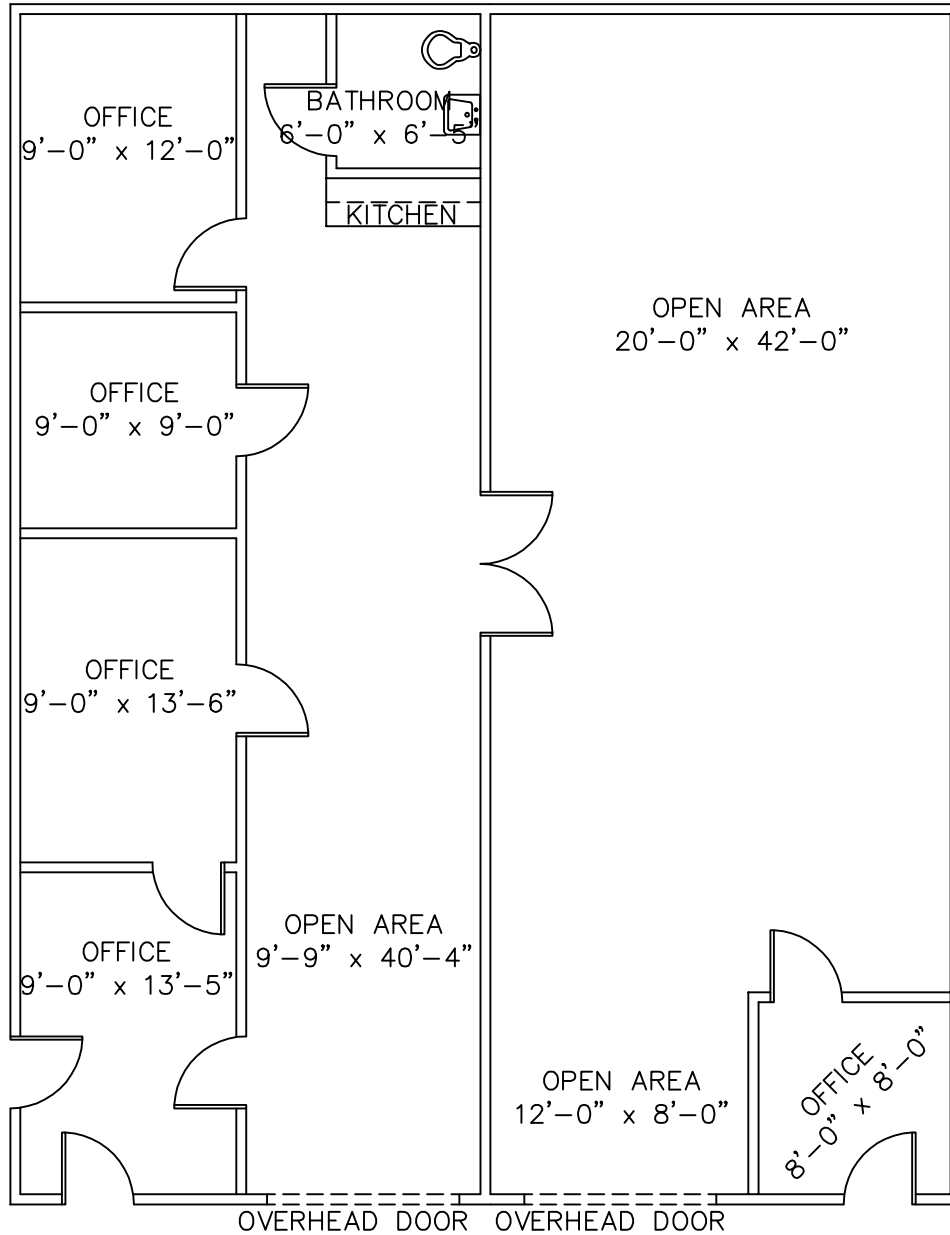 OFFICE
9'-0" x 12'-0"
BATHROOM
6'-0" x 6'-5"
KITCHEN
OPEN AREA
20'-0" x 42'-0"
OFFICE
9'-0" x 9'-0"
OFFICE
9'-0" x 13'-6"
OFFICE
9'-0" x 13'-5"
OPEN AREA
9'-9" x 40'-4"
OPEN AREA
12'-0" x 8'-0"
OFFICE
8'-0" x 8'-0"
OVERHEAD DOOR
OVERHEAD DOOR